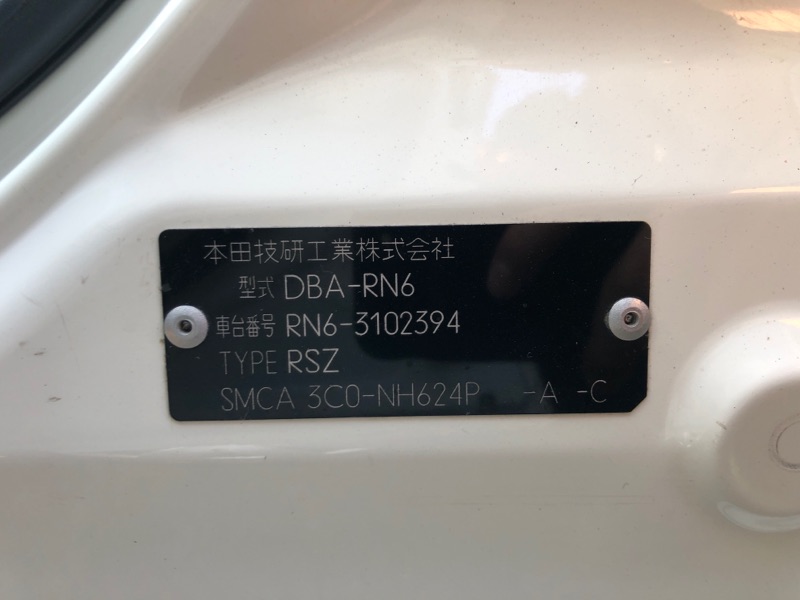 本田技研工業株式会社
型式 DBA-RN6
車台番号 RN6-3102394
TYPE RSZ
SMCA 3C0-NH624P -A -C